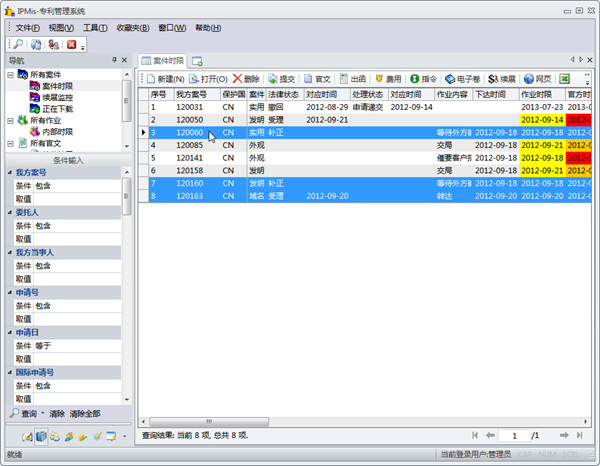 IPMis-专利管理系统
文件(F) 视图(V) 工具(T) 收藏夹(B) 窗口(W) 帮助(H)
导航
所有案件
案件时限
续展监控
正在下载
所有作业
内部时限
所有官文
条件输入
我方案号
条件 包含
取值
委托人
条件 包含
取值
我方当事人
条件 包含
取值
申请号
条件 包含
取值
申请日
条件 等于
取值
国际申请号
条件 包含
取值
查询 清除 清除全部
案件时限
新建(N) 打开(O) 删除 提交 官文 出函 费用 指令 电子卷 续展 网页
序号 我方案号 保护国 案件 法律状态 对应时间 处理状态 对应时间 作业内容 下达时间 作业时限 官方时
1 120031 CN 实用 撤回 2012-08-29 申请递交 2012-09-14 2013-07-23 2013-0
2 120050 CN 发明 受理 2012-09-21 2012-09-14 2012-
3 120060 CN 实用 补正 等待外方 2012-09-18 2012-09-18 2012-
4 120085 CN 外观 交局 2012-09-18 2012-09-21 2012-
5 120141 CN 外观 催要客户 2012-09-18 2012-09-18 2012-
6 120158 CN 发明 交局 2012-09-18 2012-09-21 2012-
7 120160 CN 发明 补正 等待外方 2012-09-18 2012-09-18 2012-
8 120163 CN 域名 受理 2012-09-20 转达 2012-09-20 2012-09-20 2012-
查询结果: 当前 8 项, 总共 8 项.
1 /1
就绪
当前登录用户:管理员
CAP NUM SCRL